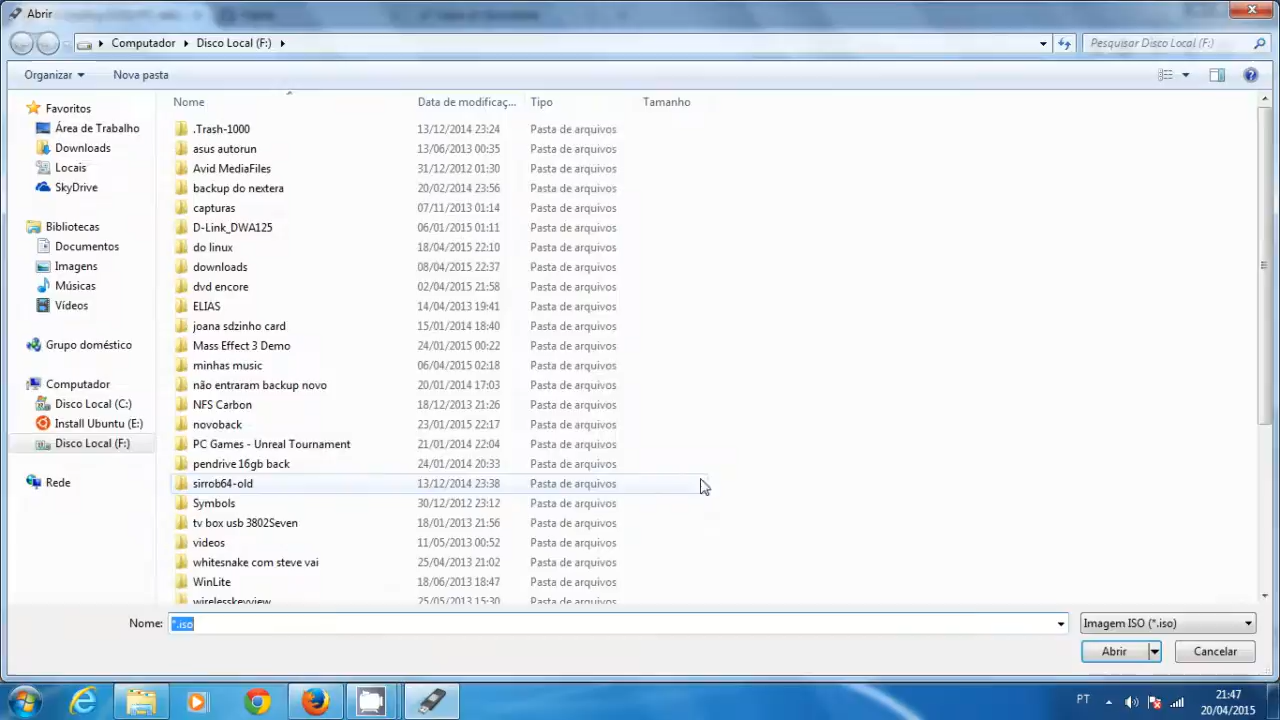 Abrir
Computador Disco Local (F:) Pesquisar Disco Local (F:)
Organizar Nova pasta
Nome Data de modificaç... Tipo Tamanho
Favoritos
Área de Trabalho
Downloads
Locais
SkyDrive
Bibliotecas
Documentos
Imagens
Músicas
Vídeos
Grupo doméstico
Computador
Disco Local (C:)
Install Ubuntu (E:)
Disco Local (F:)
Rede
.Trash-1000 13/12/2014 23:24 Pasta de arquivos
asus autorun 13/06/2013 00:35 Pasta de arquivos
Avid MediaFiles 31/12/2012 01:30 Pasta de arquivos
backup do nextera 20/02/2014 23:56 Pasta de arquivos
capturas 07/11/2013 01:14 Pasta de arquivos
D-Link_DWA125 06/01/2015 01:11 Pasta de arquivos
do linux 18/04/2015 22:10 Pasta de arquivos
downloads 08/04/2015 22:37 Pasta de arquivos
dvd encore 02/04/2015 21:58 Pasta de arquivos
ELIAS 14/04/2013 19:41 Pasta de arquivos
joana sdzinho card 15/01/2014 18:40 Pasta de arquivos
Mass Effect 3 Demo 24/01/2015 00:22 Pasta de arquivos
minhas music 06/04/2015 02:18 Pasta de arquivos
não entraram backup novo 20/01/2014 17:03 Pasta de arquivos
NFS Carbon 18/12/2013 21:26 Pasta de arquivos
novoback 23/01/2015 22:17 Pasta de arquivos
PC Games - Unreal Tournament 21/01/2014 22:04 Pasta de arquivos
pendrive 16gb back 24/01/2014 20:33 Pasta de arquivos
sirrob64-old 13/12/2014 23:38 Pasta de arquivos
Symbols 30/12/2012 23:12 Pasta de arquivos
tv box usb 3802Seven 18/01/2013 21:56 Pasta de arquivos
videos 11/05/2013 00:52 Pasta de arquivos
whitesnake com steve vai 25/04/2013 21:02 Pasta de arquivos
WinLite 18/06/2013 18:47 Pasta de arquivos
wirelesskeyview 25/05/2013 15:30 Pasta de arquivos
Nome: *.iso Imagem ISO (*.iso)
Abrir Cancelar
PT 21:47
20/04/2015